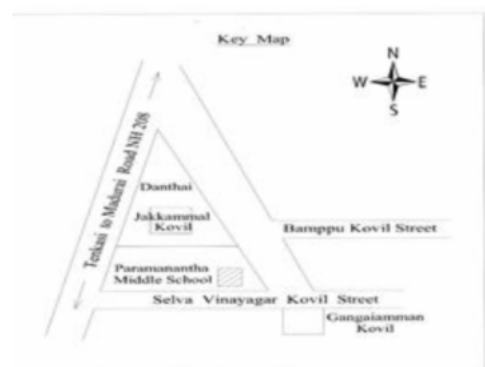 Key Map
N
W E
S
Tenkasi to Madurai Road NH 208
Danthai
Jakkammal
Kovil
Bamppu Kovil Street
Paramanantha
Middle School
Selva Vinayagar Kovil Street
Gangaiamman
Kovil